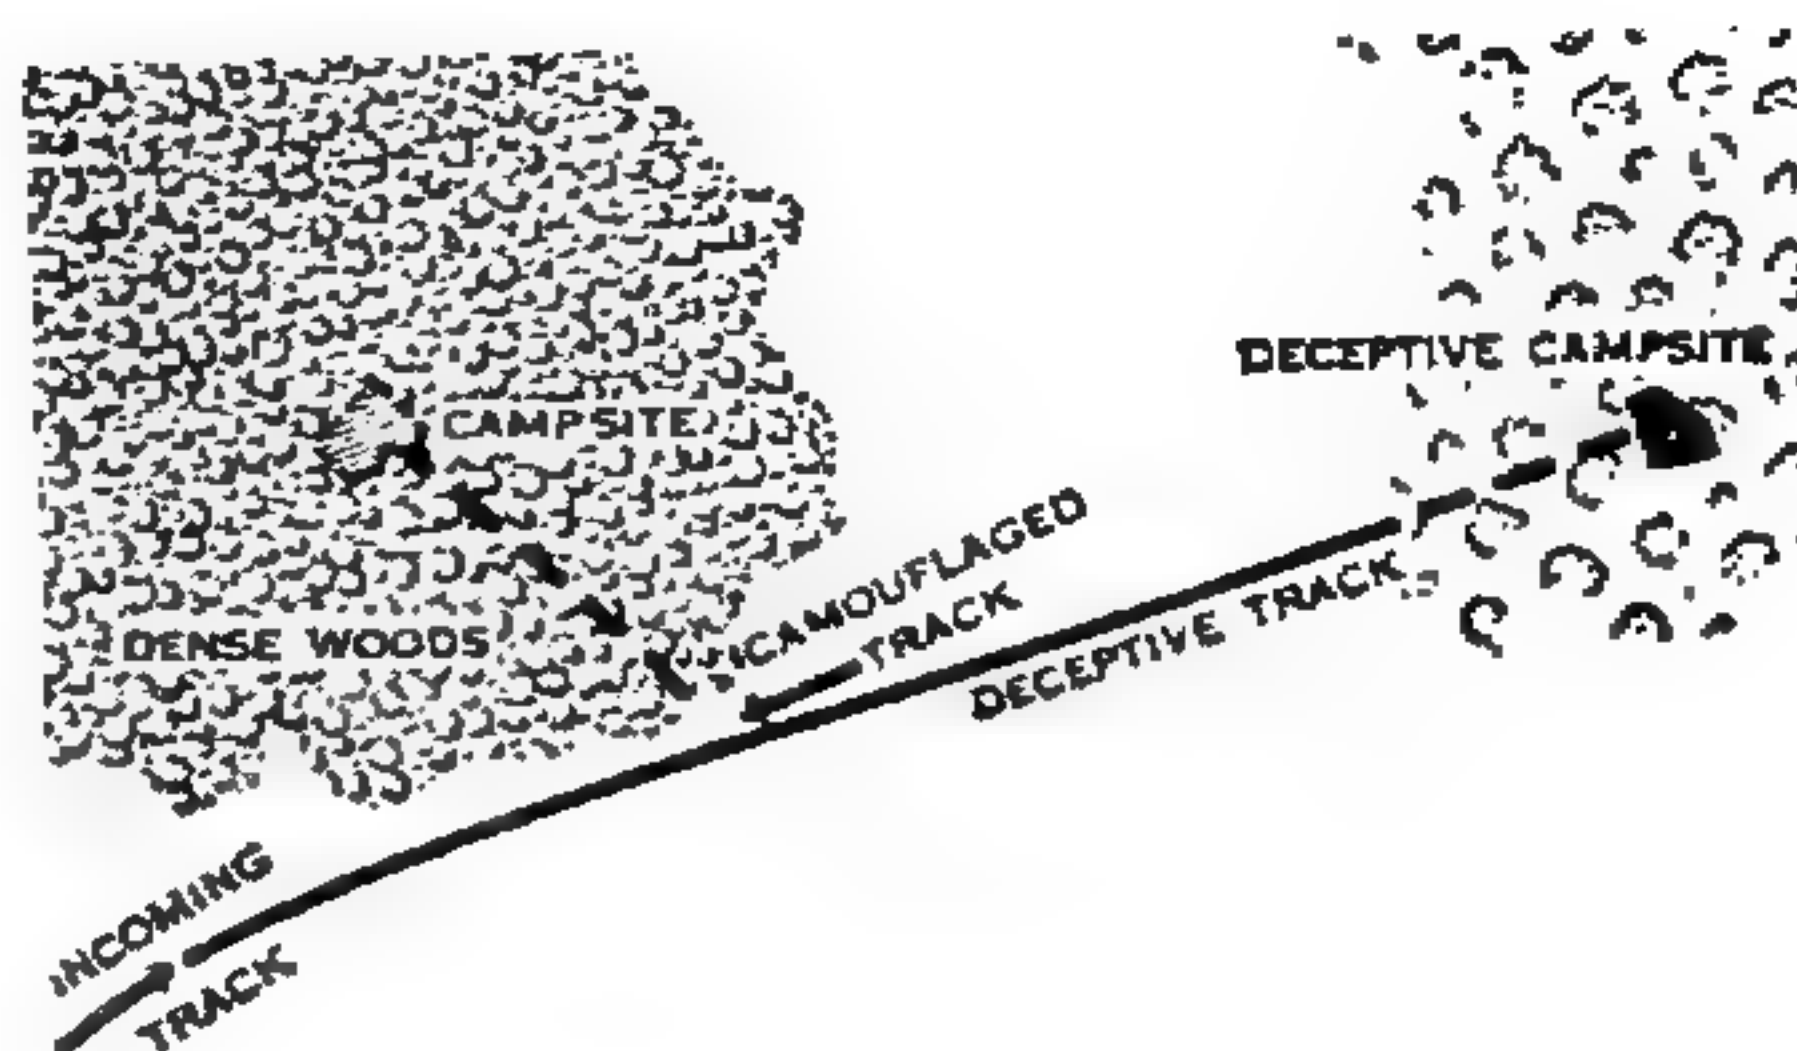 DECEPTIVE CAMPSITE
CAMPSITE
CAMOUFLAGED
TRACK
DENSE WOODS
DECEPTIVE TRACK
INCOMING
TRACK